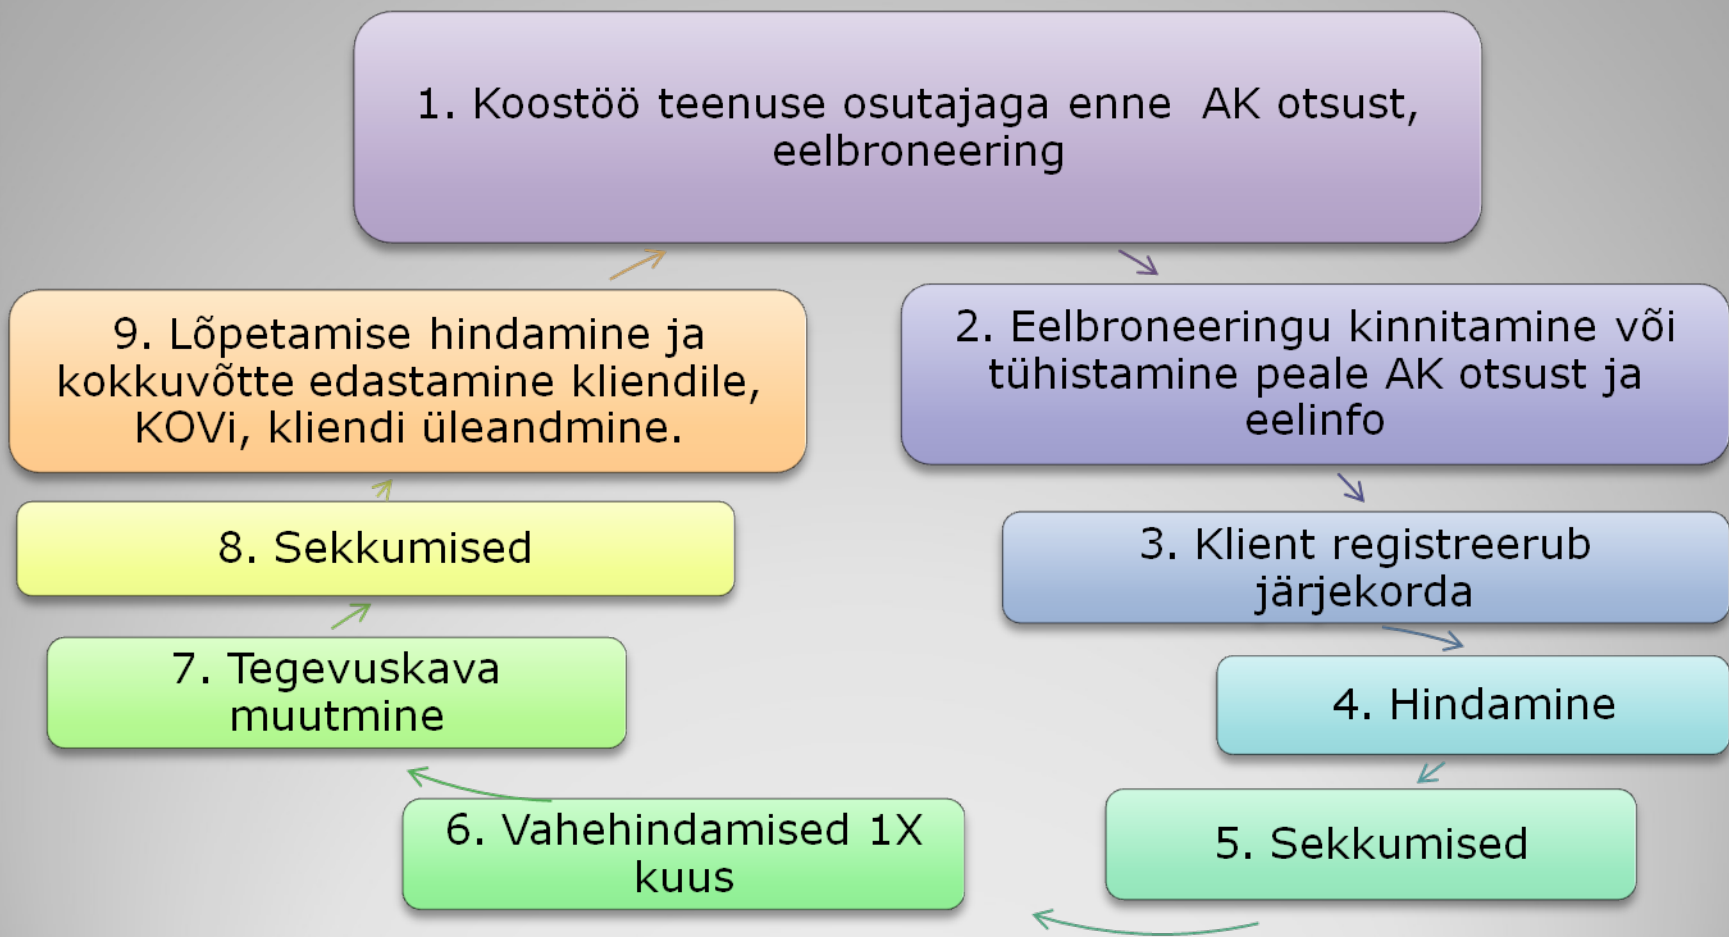 1. Koostöö teenuse osutajaga enne  AK otsust,
eelbroneering
2. Eelbroneeringu kinnitamine või
tühistamine peale AK otsust ja
eelinfo
3. Klient registreerub
järjekorda
4. Hindamine
5. Sekkumised
6. Vahehindamised 1X
kuus
7. Tegevuskava
muutmine
8. Sekkumised
9. Lõpetamise hindamine ja
kokkuvõtte edastamine kliendile,
KOVi, kliendi üleandmine.